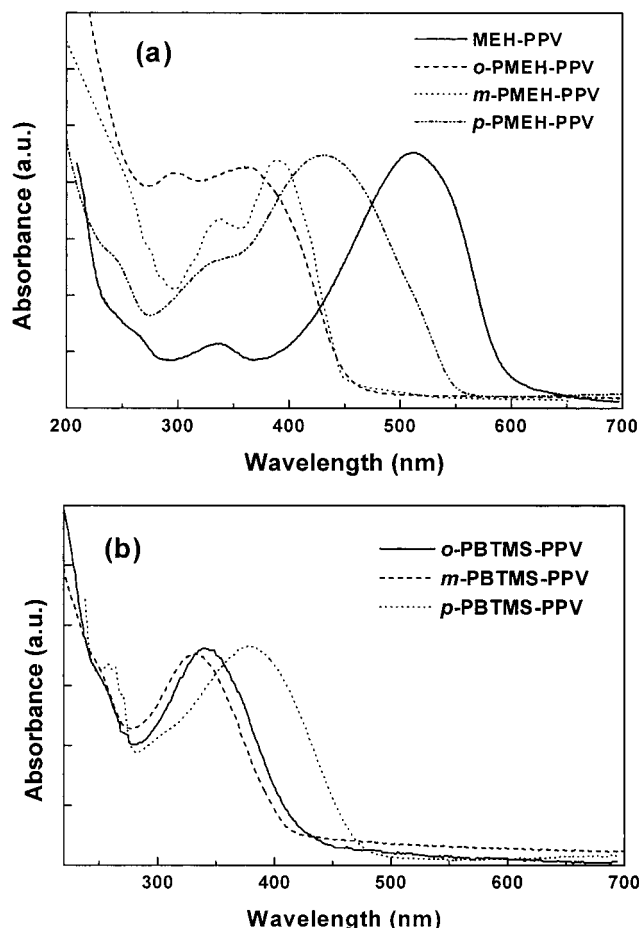 (a)
MEH-PPV
o-PMEH-PPV
m-PMEH-PPV
p-PMEH-PPV
Absorbance (a.u.)
200 300 400 500 600 700
Wavelength (nm)
(b)
o-PBTMS-PPV
m-PBTMS-PPV
p-PBTMS-PPV
Absorbance (a.u.)
300 400 500 600 700
Wavelength (nm)